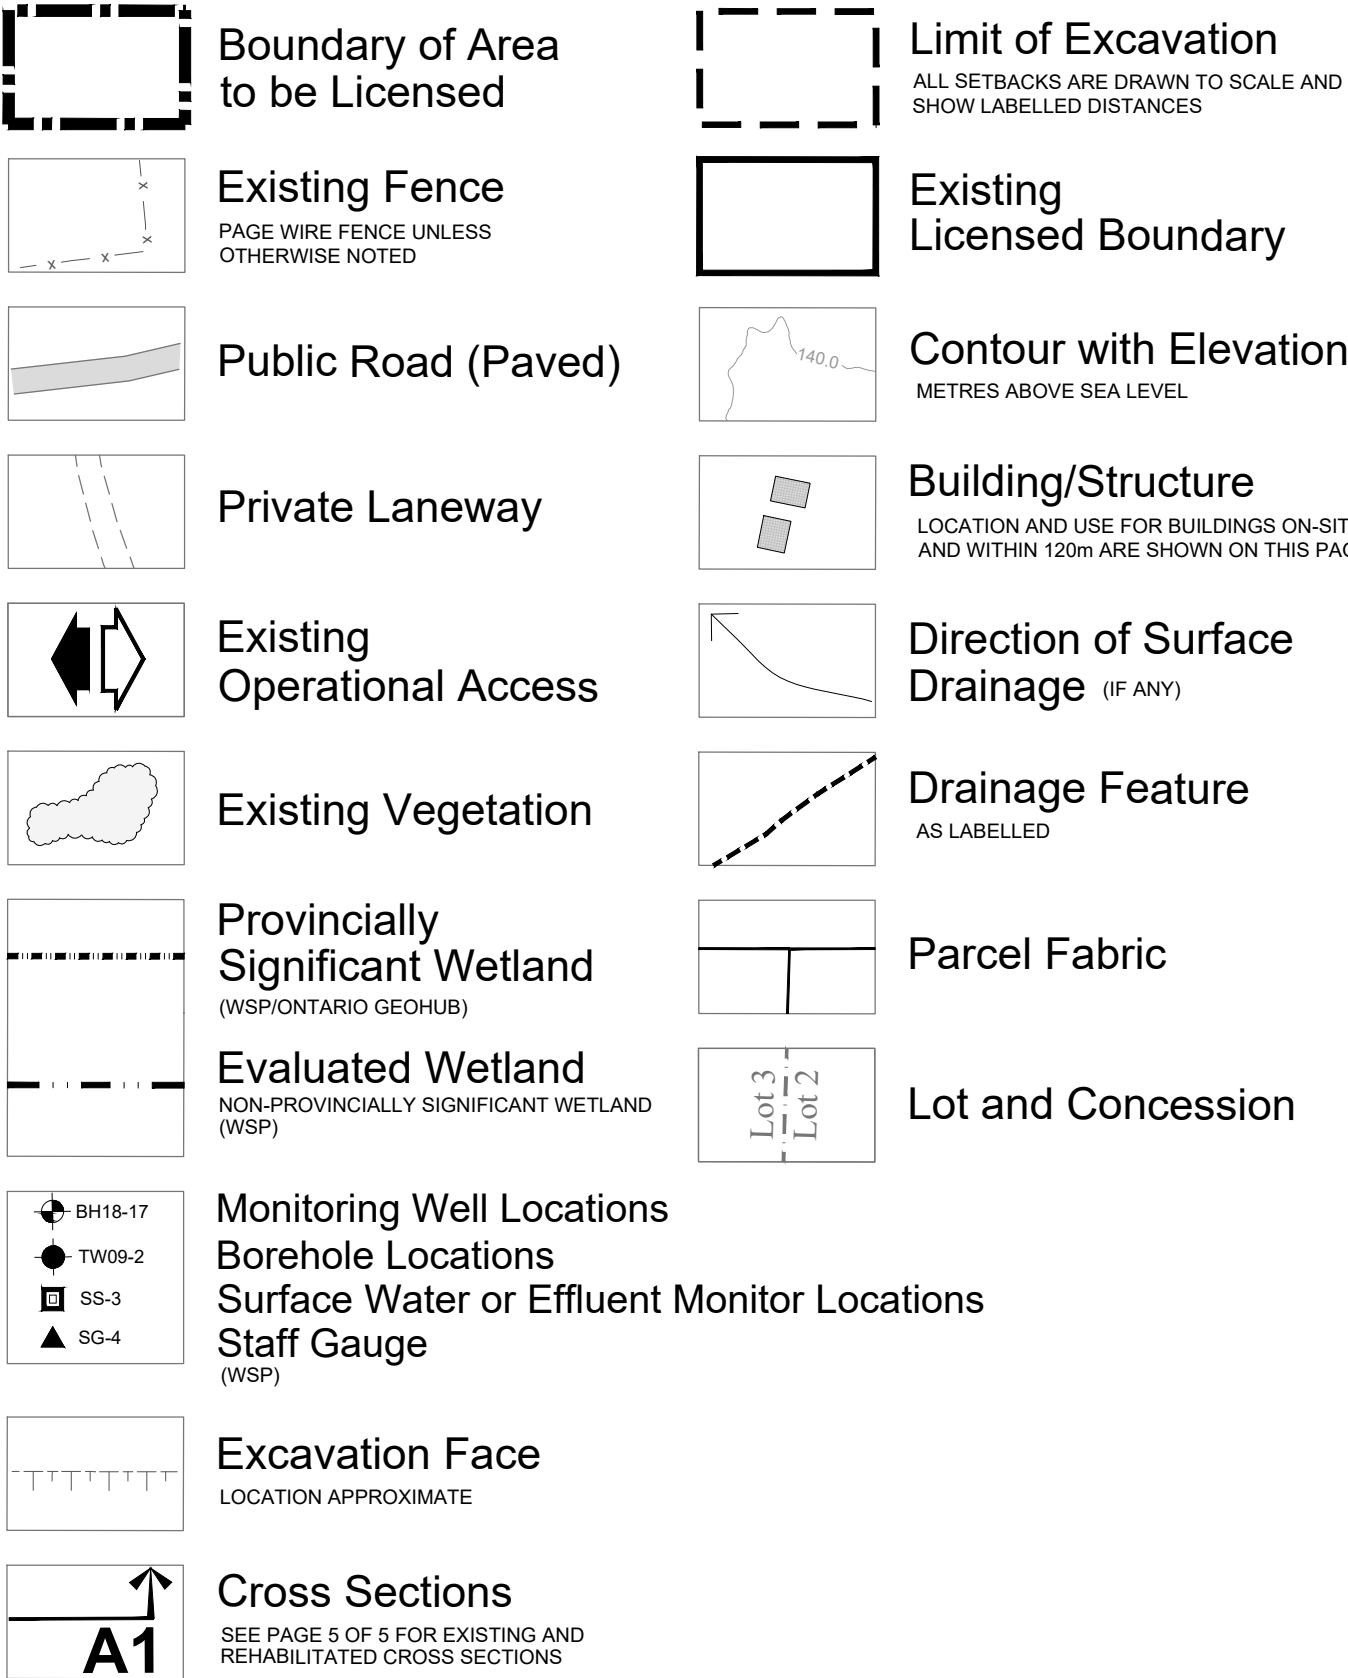 Boundary of Area
to be Licensed
Existing Fence
PAGE WIRE FENCE UNLESS
OTHERWISE NOTED
Public Road (Paved)
Private Laneway
Existing
Operational Access
Existing Vegetation
Provincially
Significant Wetland
(WSP/ONTARIO GEOHUB)
Evaluated Wetland
NON-PROVINCIALLY SIGNIFICANT WETLAND
(WSP)
BH18-17
Monitoring Well Locations
TW09-2
Borehole Locations
SS-3
Surface Water or Effluent Monitor Locations
SG-4
Staff Gauge
(WSP)
Excavation Face
LOCATION APPROXIMATE
A1
Cross Sections
SEE PAGE 5 OF 5 FOR EXISTING AND
REHABILITATED CROSS SECTIONS
Limit of Excavation
ALL SETBACKS ARE DRAWN TO SCALE AND
SHOW LABELLED DISTANCES
Existing
Licensed Boundary
140.0
Contour with Elevation
METRES ABOVE SEA LEVEL
Building/Structure
LOCATION AND USE FOR BUILDINGS ON-SIT
AND WITHIN 120m ARE SHOWN ON THIS PAG
Direction of Surface
Drainage (IF ANY)
Drainage Feature
AS LABELLED
Parcel Fabric
Lot 3
Lot 2
Lot and Concession